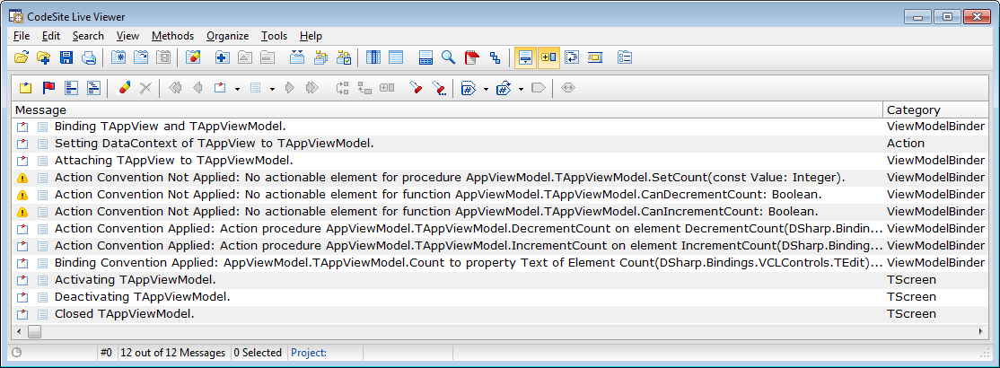 CodeSite Live Viewer
File Edit Search View Methods Organize Tools Help
Message Category
Binding TAppView and TAppViewModel. ViewModelBinder
Setting DataContext of TAppView to TAppViewModel. Action
Attaching TAppView to TAppViewModel. ViewModelBinder
Action Convention Not Applied: No actionable element for procedure AppViewModel.TAppViewModel.SetCount(const Value: Integer). ViewModelBinder
Action Convention Not Applied: No actionable element for function AppViewModel.TAppViewModel.CanDecrementCount: Boolean. ViewModelBinder
Action Convention Not Applied: No actionable element for function AppViewModel.TAppViewModel.CanIncrementCount: Boolean. ViewModelBinder
Action Convention Applied: Action procedure AppViewModel.TAppViewModel.DecrementCount on element DecrementCount(DSharp.Bindin... ViewModelBinder
Action Convention Applied: Action procedure AppViewModel.TAppViewModel.IncrementCount on element IncrementCount(DSharp.Binding... ViewModelBinder
Binding Convention Applied: AppViewModel.TAppViewModel.Count to property Text of Element Count(DSharp.Bindings.VCLControls.TEdit)... ViewModelBinder
Activating TAppViewModel. TScreen
Deactivating TAppViewModel. TScreen
Closed TAppViewModel. TScreen
#0 12 out of 12 Messages 0 Selected Project: